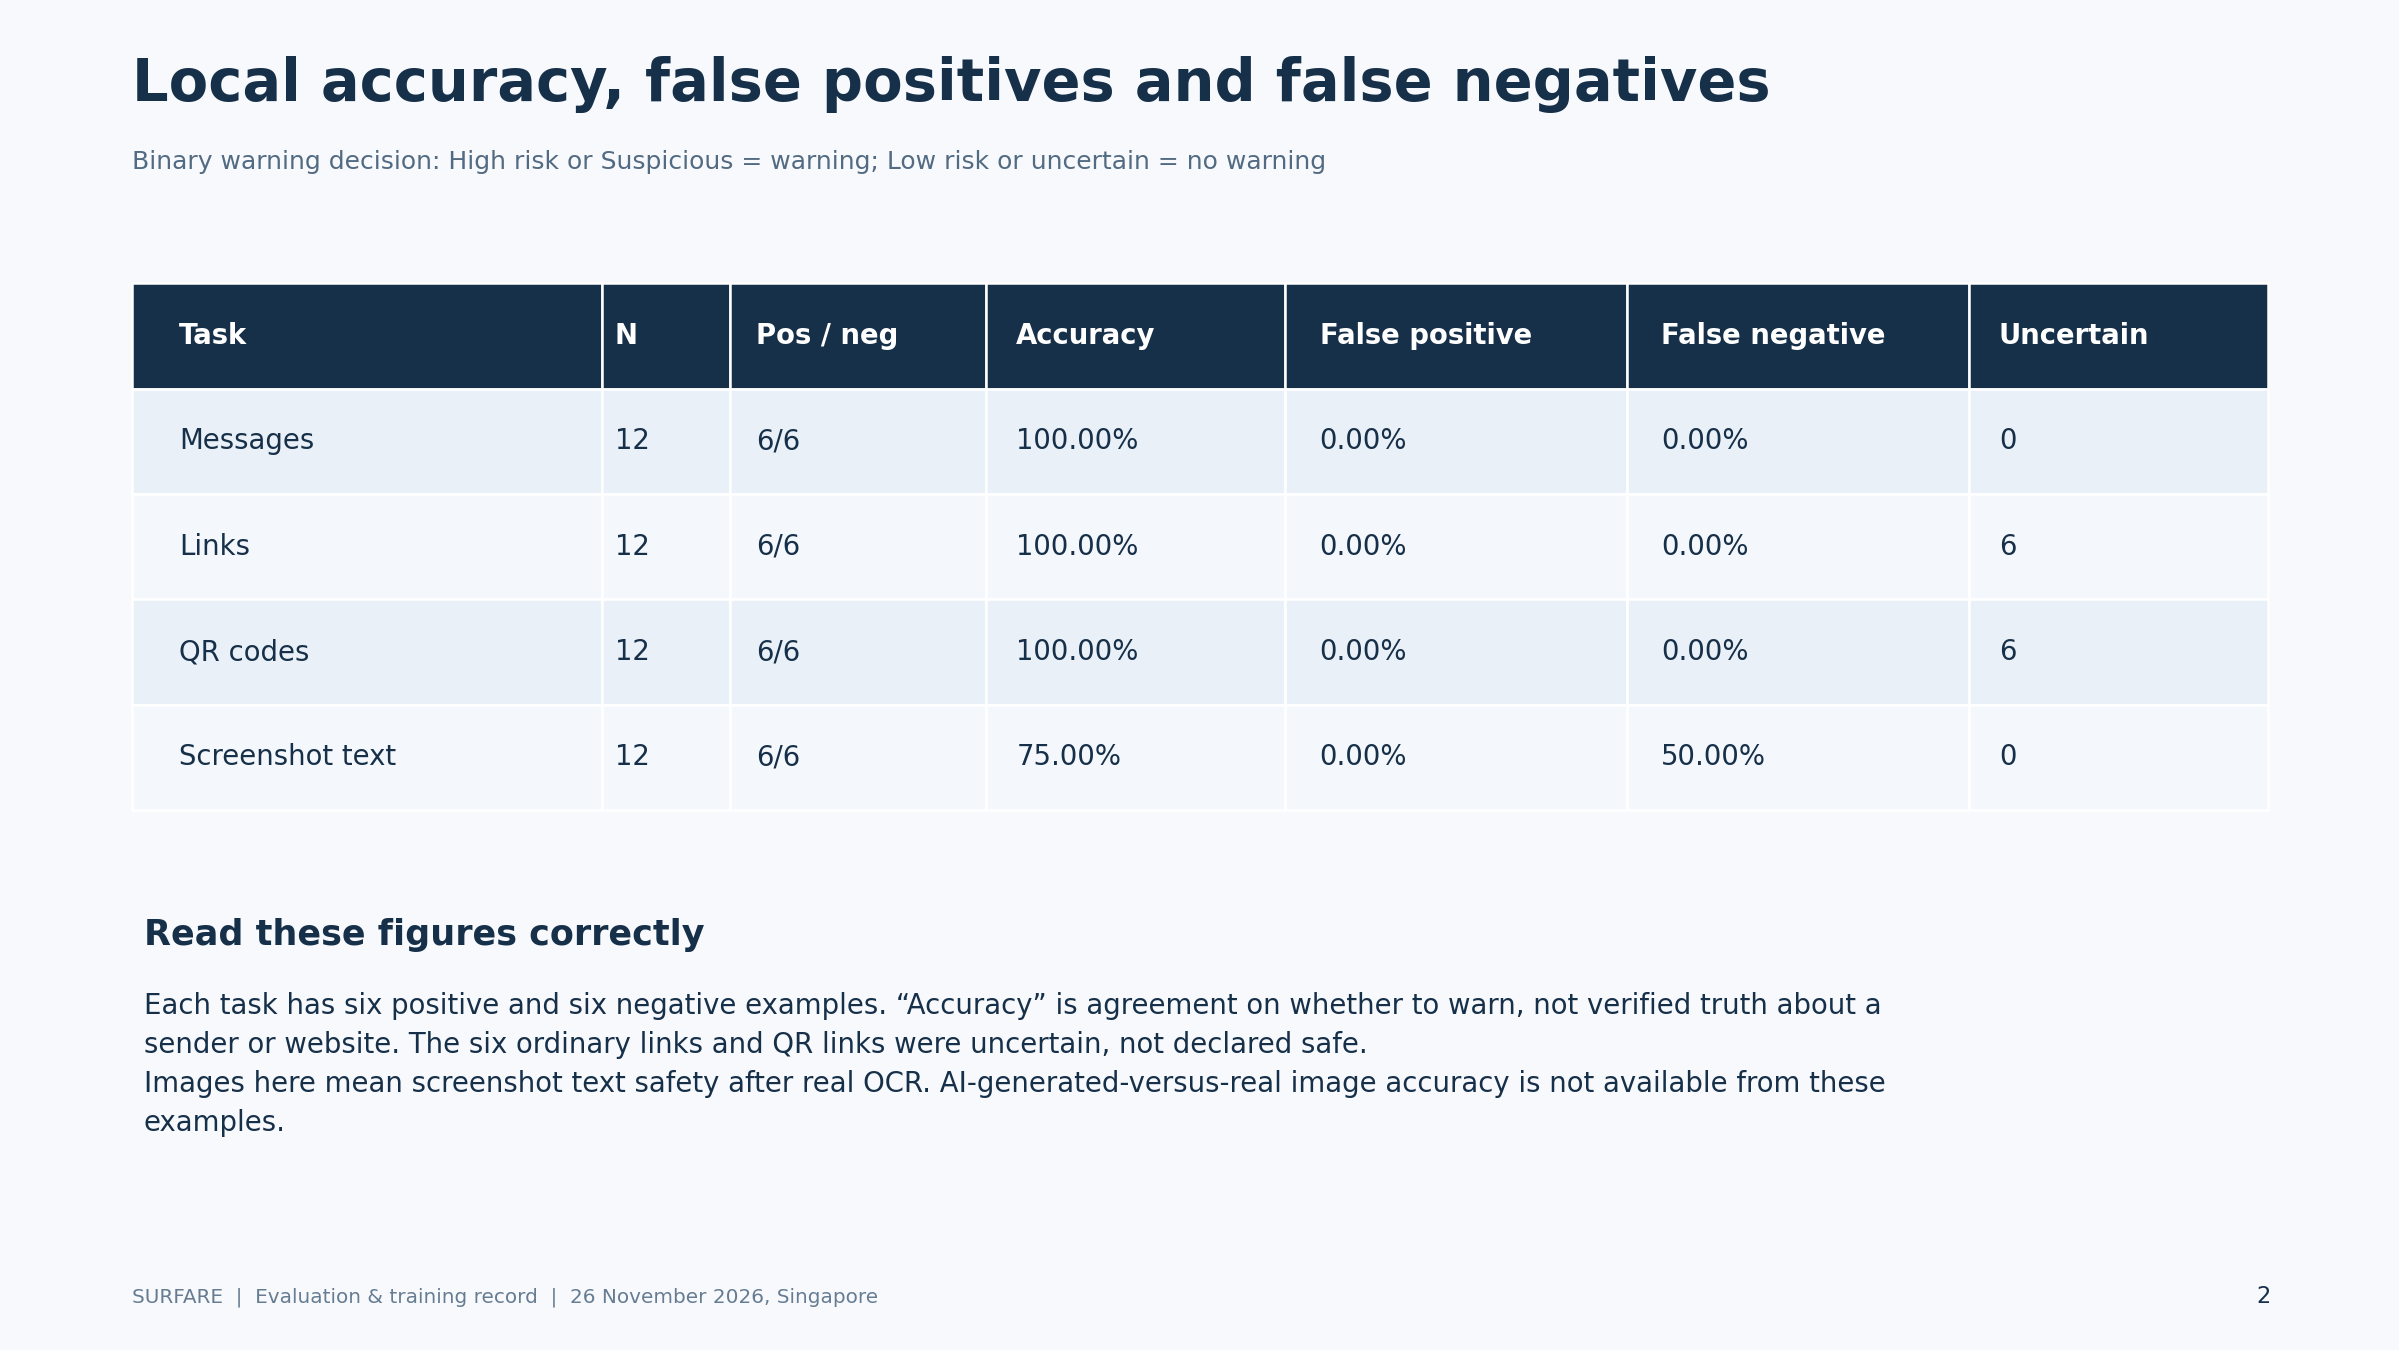 Local accuracy, false positives and false negatives
Binary warning decision: High risk or Suspicious = warning; Low risk or uncertain = no warning
Task N Pos / neg Accuracy False positive False negative Uncertain
Messages 12 6/6 100.00% 0.00% 0.00% 0
Links 12 6/6 100.00% 0.00% 0.00% 6
QR codes 12 6/6 100.00% 0.00% 0.00% 6
Screenshot text 12 6/6 75.00% 0.00% 50.00% 0
Read these figures correctly
Each task has six positive and six negative examples. “Accuracy” is agreement on whether to warn, not verified truth about a
sender or website. The six ordinary links and QR links were uncertain, not declared safe.
Images here mean screenshot text safety after real OCR. AI-generated-versus-real image accuracy is not available from these
examples.
SURFARE | Evaluation & training record | 26 November 2026, Singapore
2